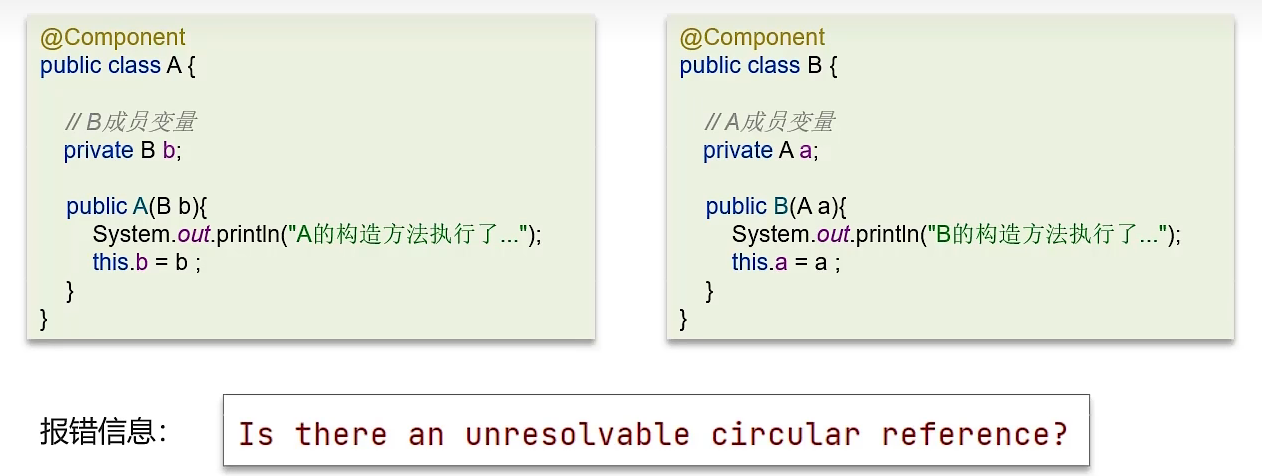 @Component
public class A {
// B成员变量
private B b;
public A(B b){
System.out.println("A的构造方法执行了...");
this.b = b ;
}
}
@Component
public class B {
// A成员变量
private A a;
public B(A a){
System.out.println("B的构造方法执行了...");
this.a = a ;
}
}
报错信息：
Is there an unresolvable circular reference?